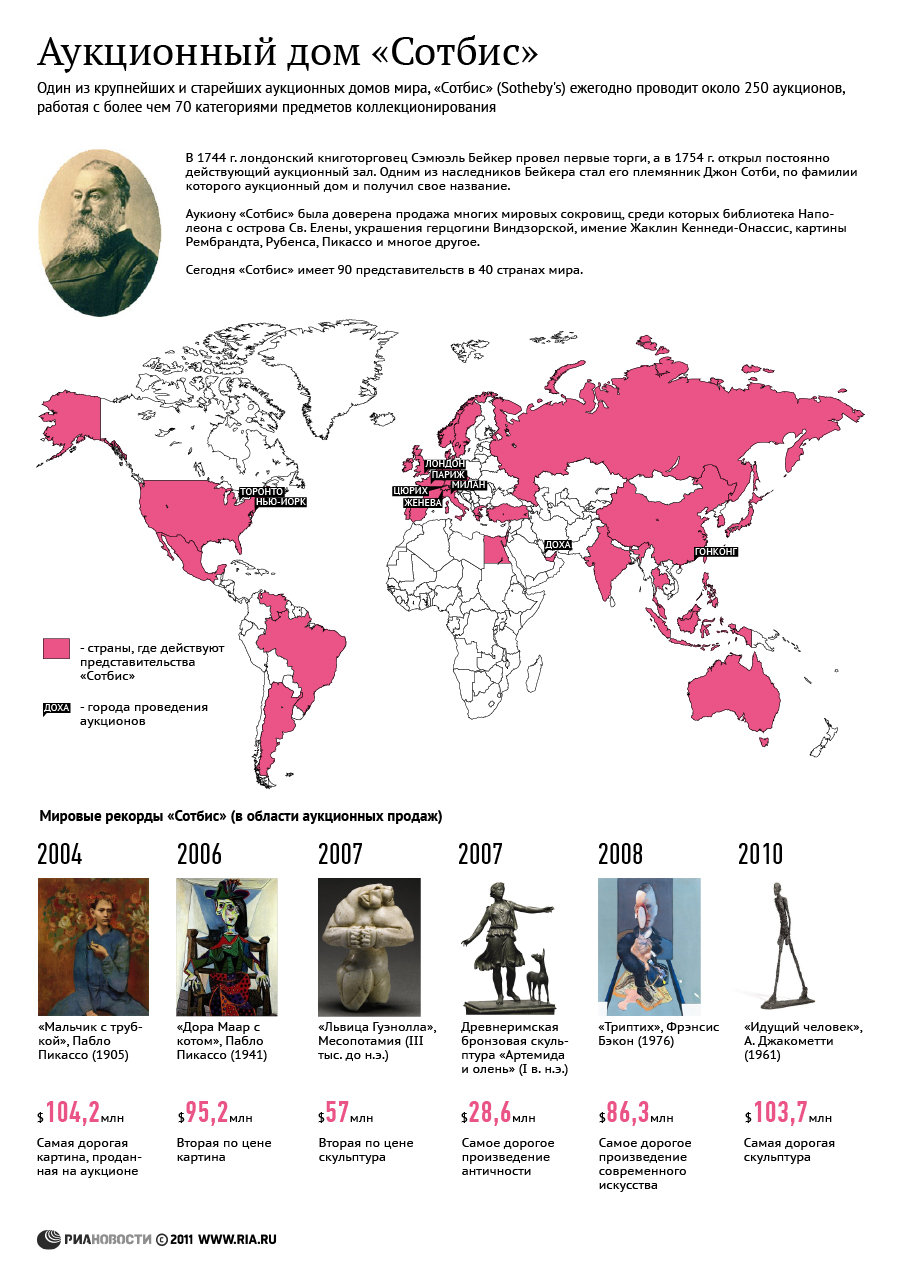 Аукционный дом «Сотбис»
Один из крупнейших и старейших аукционных домов мира, «Сотбис» (Sotheby's) ежегодно проводит около 250 аукционов,
работая с более чем 70 категориями предметов коллекционирования
В 1744 г. лондонский книготорговец Сэмюэль Бейкер провел первые торги, а в 1754 г. открыл постоянно
действующий аукционный зал. Одним из наследников Бейкера стал его племянник Джон Сотби, по фамилии
которого аукционный дом и получил свое название.
Аукиону «Сотбис» была доверена продажа многих мировых сокровищ, среди которых библиотека Напо-
леона с острова Св. Елены, украшения герцогини Виндзорской, имение Жаклин Кеннеди-Онассис, картины
Рембрандта, Рубенса, Пикассо и многое другое.
Сегодня «Сотбис» имеет 90 представительств в 40 странах мира.
ЛОНДОН
ПАРИЖ
МИЛАН
ЦЮРИХ
ЖЕНЕВА
ТОРОНТО
НЬЮ-ЙОРК
ДОХА
ГОНКОНГ
- страны, где действуют
представительства
«Сотбис»
ДОХА
- города проведения
аукционов
Мировые рекорды «Сотбис» (в области аукционных продаж)
2004
«Мальчик с труб-
кой», Пабло
Пикассо (1905)
$104,2 млн
Самая дорогая
картина, продан-
ная на аукционе
2006
«Дора Маар с
котом», Пабло
Пикассо (1941)
$95,2 млн
Вторая по цене
картина
2007
«Львица Гуэнолла»,
Месопотамия (III
тыс. до н.э.)
$57 млн
Вторая по цене
скульптура
2007
Древнеримская
бронзовая скуль-
птура «Артемида
и олень» (I в. н.э.)
$28,6 млн
Самое дорогое
произведение
античности
2008
«Триптих», Фрэнсис
Бэкон (1976)
$86,3 млн
Самое дорогое
произведение
современного
искусства
2010
«Идущий человек»,
А. Джакометти
(1961)
$103,7 млн
Самая дорогая
скульптура
РИАНОВОСТИ © 2011 WWW.RIA.RU